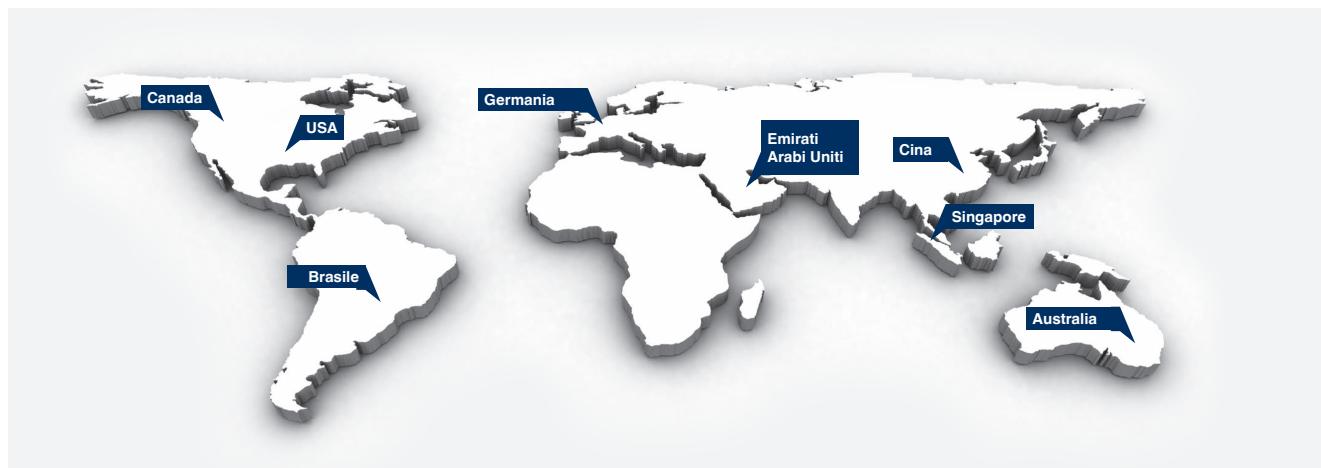 Canada
USA
Germania
Emirati
Arabi Uniti
Cina
Singapore
Brasile
Australia